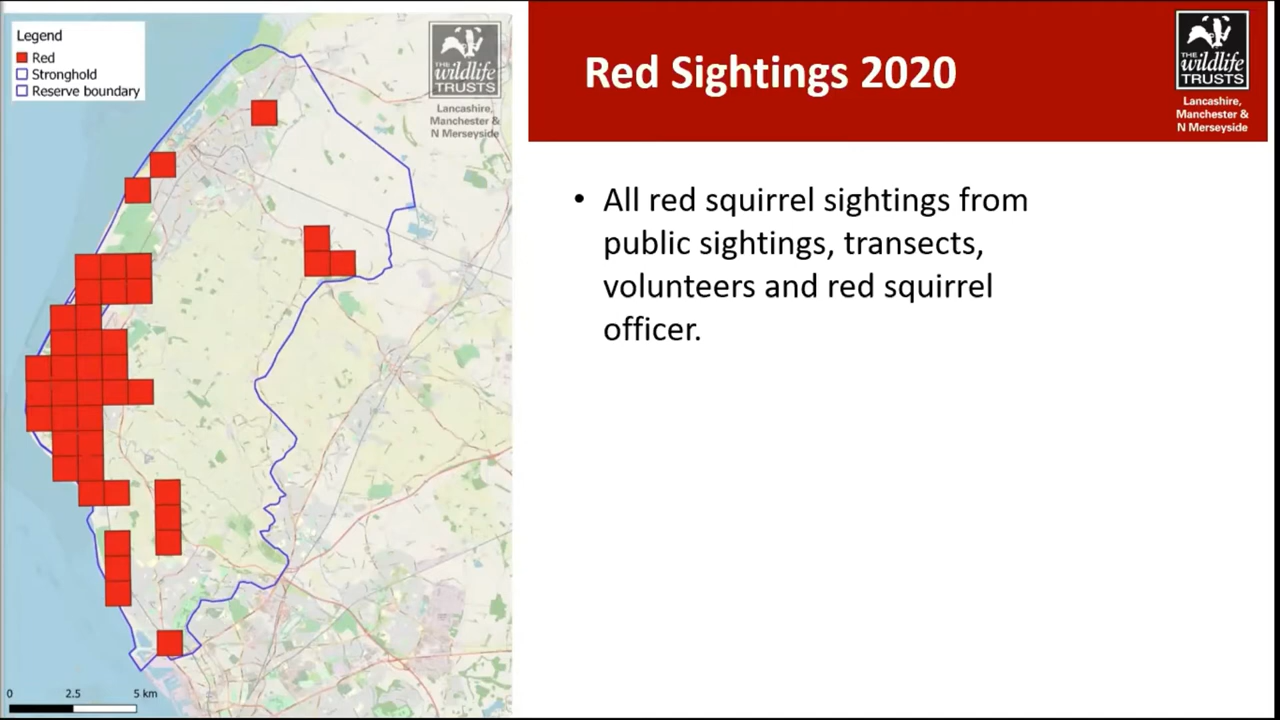 Legend
Red
Stronghold
Reserve boundary
THE
wildlife
TRUSTS
Lancashire,
Manchester &
N Merseyside
0 2.5 5 km
Red Sightings 2020
THE
wildlife
TRUSTS
Lancashire,
Manchester &
N Merseyside
• All red squirrel sightings from
public sightings, transects,
volunteers and red squirrel
officer.